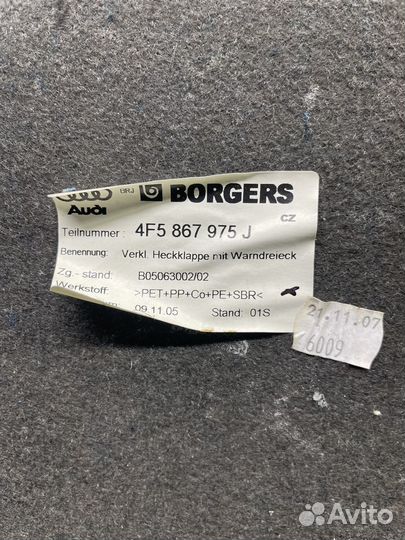 BRJ BORGERS
Audi
CZ
Teilnummer: 4F5 867 975 J
Benennung: Verkl. Heckklappe mit Warndreieck
Zg.-stand: B05063002/02
Werkstoff: >PET+PP+Co+PE+SBR<
09.11.05 Stand: 01S
21.11.07
6009
Avito